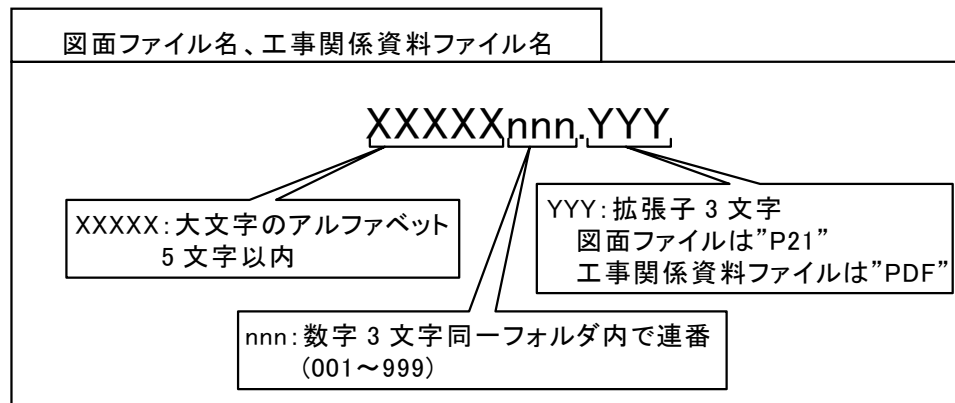 図面ファイル名、工事関係資料ファイル名
XXXXXnnn.YYY
XXXXX:大文字のアルファベット
5 文字以内
YYY:拡張子 3 文字
図面ファイルは”P21”
工事関係資料ファイルは”PDF”
nnn:数字 3 文字同一フォルダ内で連番
(001～999)